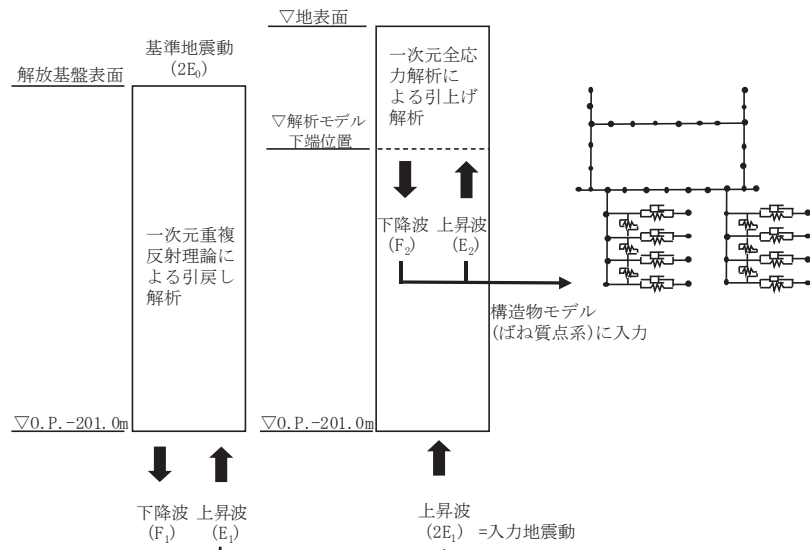 基準地震動
(2E₀)
解放基盤表面
一次元重複
反射理論に
よる引戻し
解析
▽O.P.-201.0m
下降波 上昇波
(F₁) (E₁)
▽地表面
一次元全応
力解析に
よる引上げ
解析
▽解析モデル
下端位置
下降波 上昇波
(F₂) (E₂)
構造物モデル
(ばね質点系)に入力
▽O.P.-201.0m
上昇波
(2E₁) =入力地震動